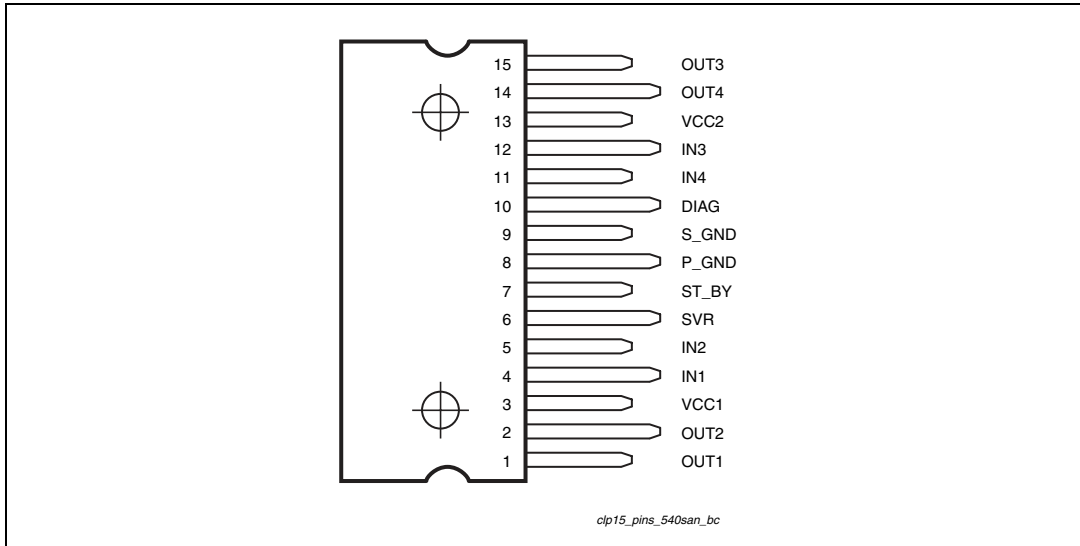 15 OUT3
14 OUT4
13 VCC2
12 IN3
11 IN4
10 DIAG
9 S_GND
8 P_GND
7 ST_BY
6 SVR
5 IN2
4 IN1
3 VCC1
2 OUT2
1 OUT1
clp15_pins_540san_bc